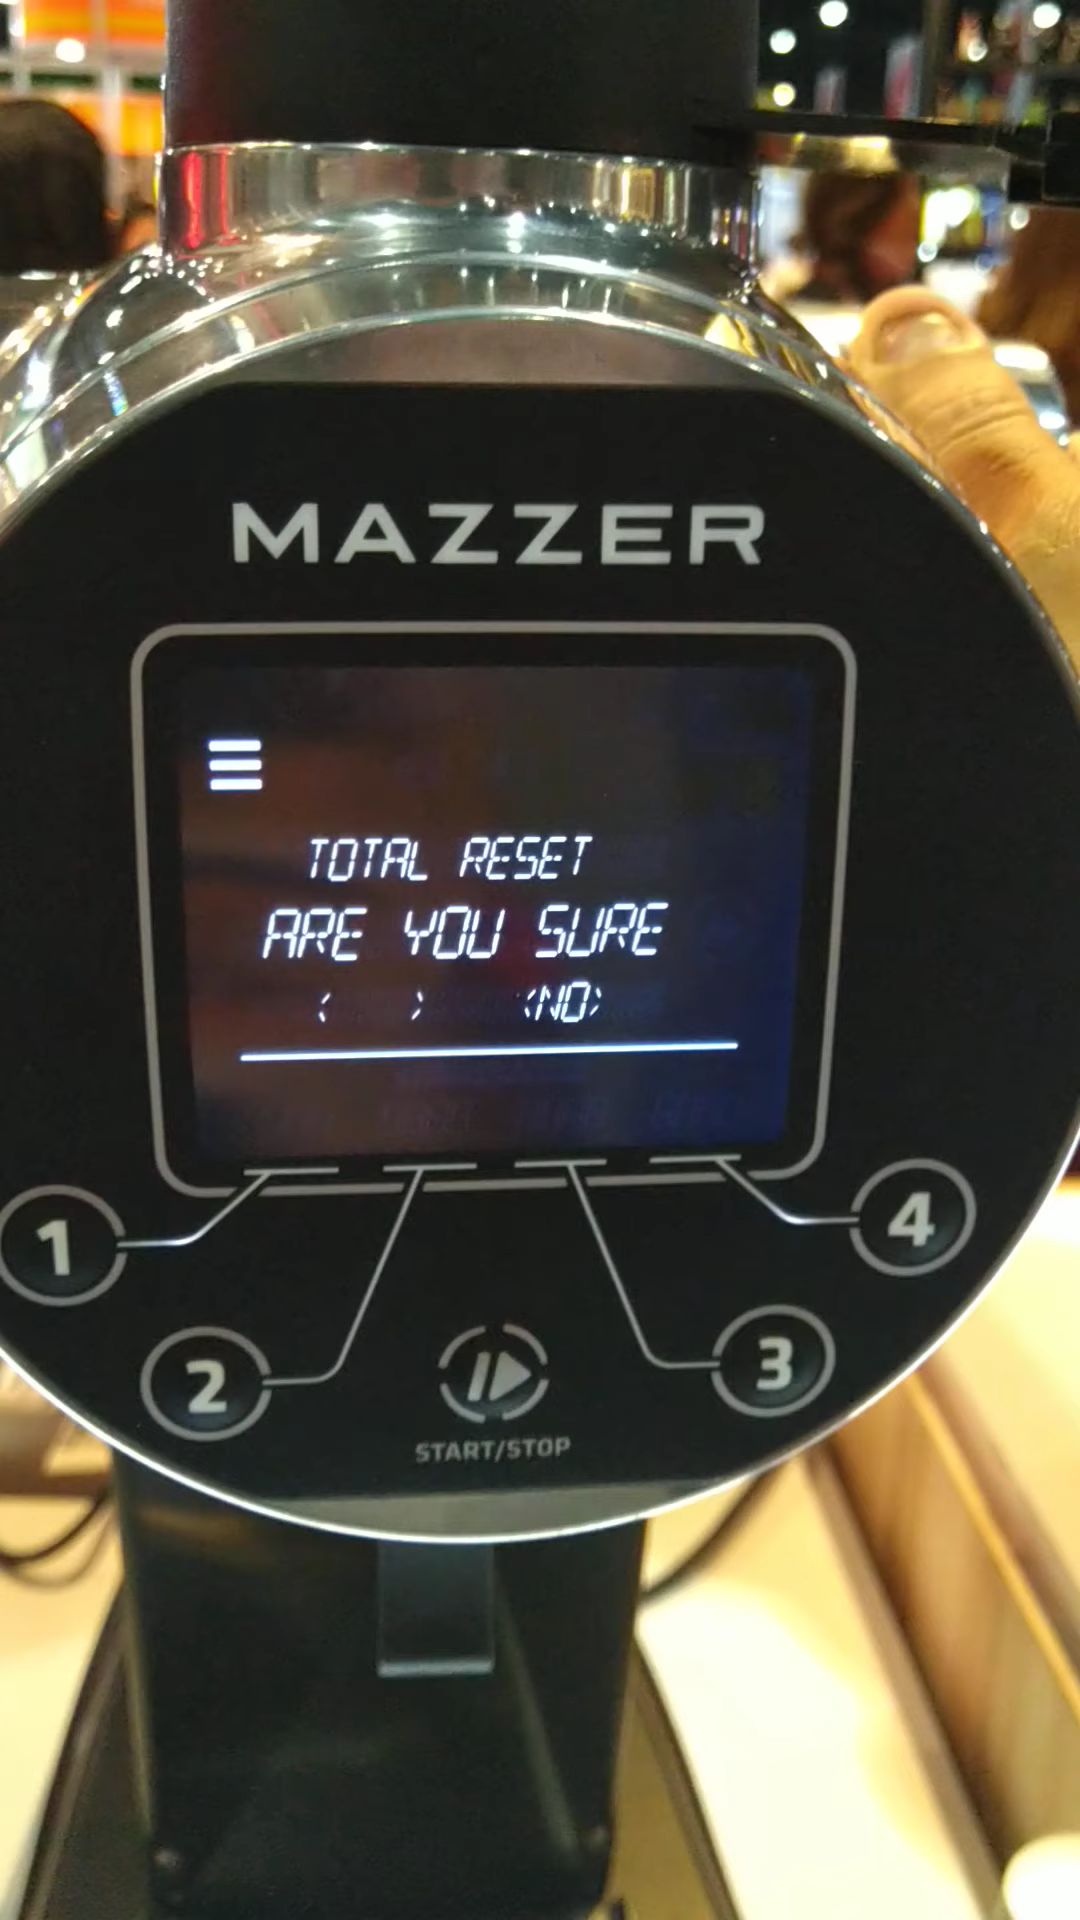 MAZZER
TOTAL RESET
ARE YOU SURE
< > <NO>
1
4
2
3
START/STOP